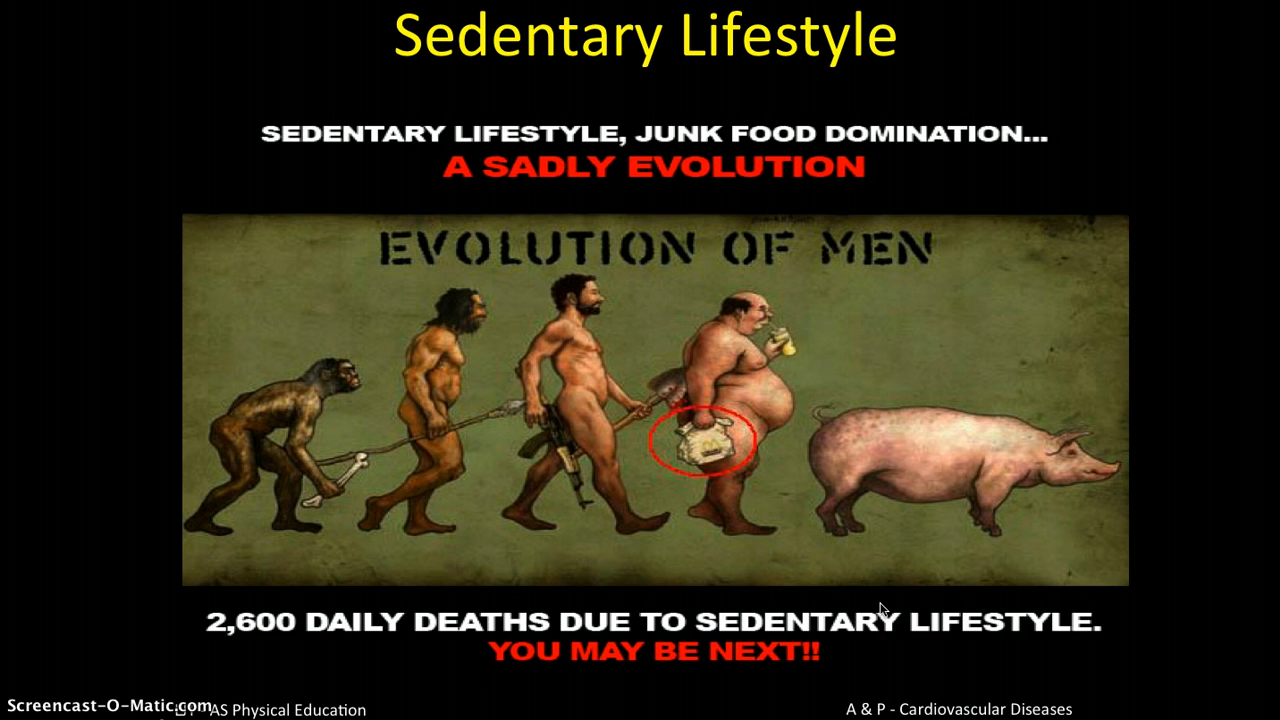 Sedentary Lifestyle
SEDENTARY LIFESTYLE, JUNK FOOD DOMINATION...
A SADLY EVOLUTION
EVOLUTION OF MEN
2,600 DAILY DEATHS DUE TO SEDENTARY LIFESTYLE.
YOU MAY BE NEXT!!
Screencast-O-Matic.com
AS Physical Education
A & P - Cardiovascular Diseases